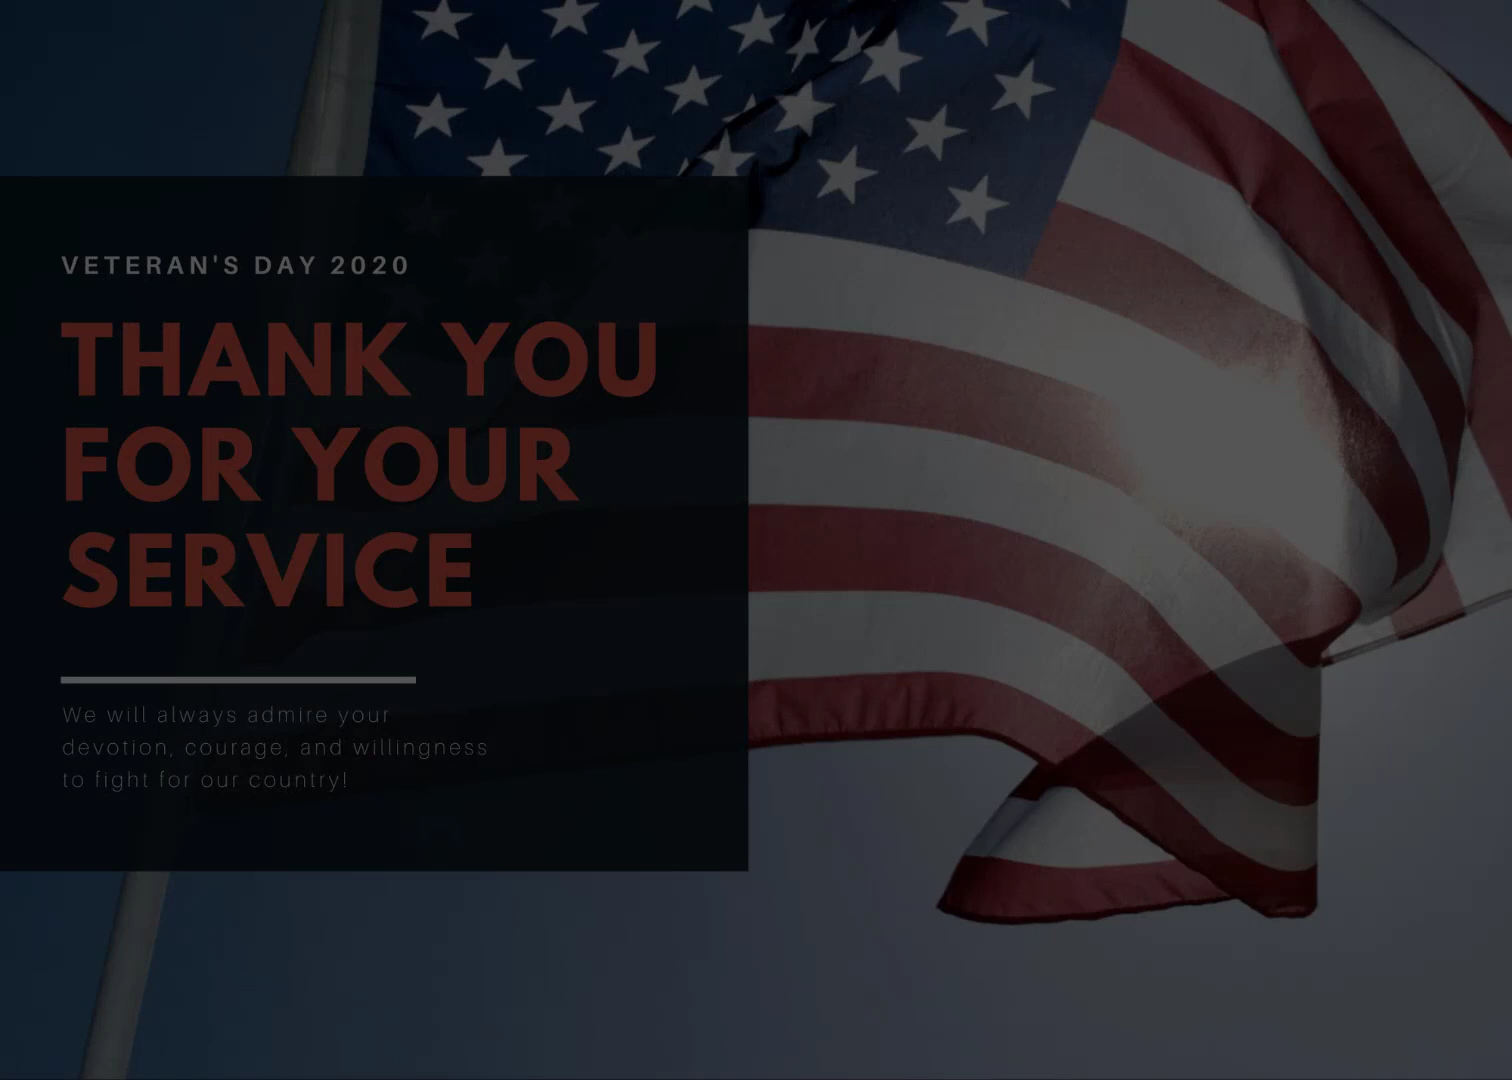 VETERAN'S DAY 2020
THANK YOU
FOR YOUR
SERVICE
We will always admire your
devotion, courage, and willingness
to fight for our country!